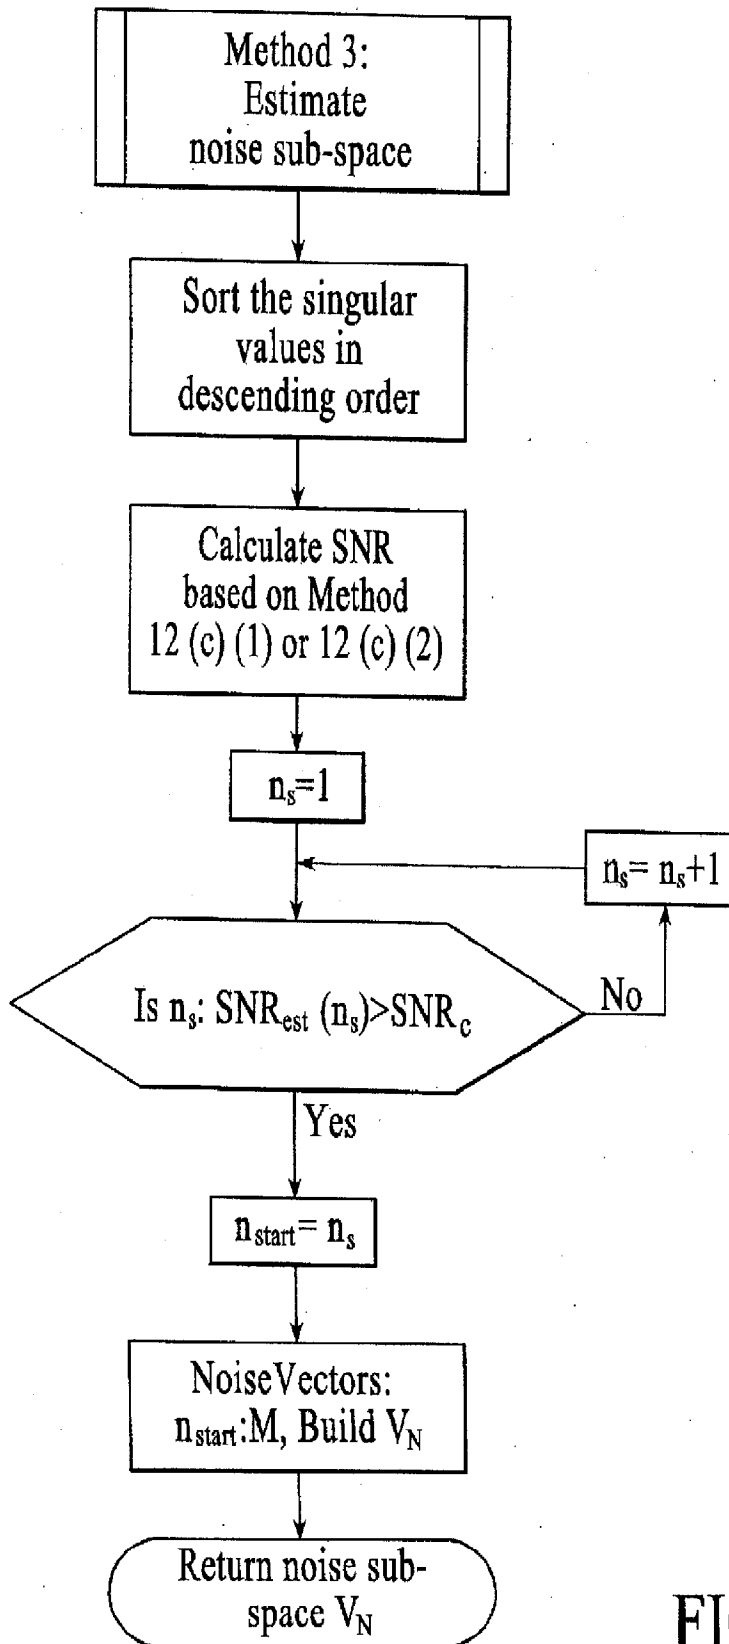 Method 3:
Estimate
noise sub-space
Sort the singular
values in
descending order
Calculate SNR
based on Method
12 (c) (1) or 12 (c) (2)
nₛ=1
nₛ= nₛ+1
Is nₛ: SNRest (nₛ)>SNRc
No
Yes
nstart= nₛ
NoiseVectors:
nstart:M, Build VN
Return noise sub-
space VN